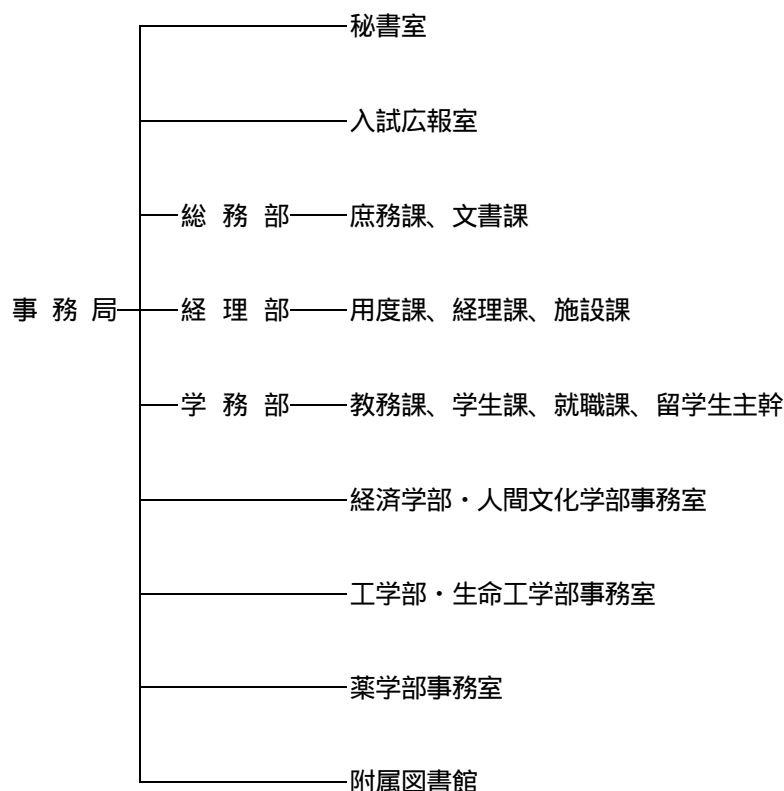 秘書室
入試広報室
総務部 庶務課、文書課
事務局 経理部 用度課、経理課、施設課
学務部 教務課、学生課、就職課、留学生主幹
経済学部・人間文化学部事務室
工学部・生命工学部事務室
薬学部事務室
附属図書館